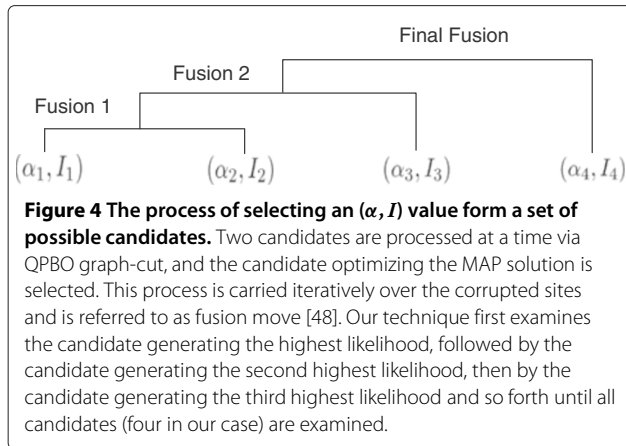 Final Fusion
Fusion 2
Fusion 1
(α₁, I₁) (α₂, I₂) (α₃, I₃) (α₄, I₄)
Figure 4 The process of selecting an (α, I) value form a set of
possible candidates. Two candidates are processed at a time via
QPBO graph-cut, and the candidate optimizing the MAP solution is
selected. This process is carried iteratively over the corrupted sites
and is referred to as fusion move [48]. Our technique first examines
the candidate generating the highest likelihood, followed by the
candidate generating the second highest likelihood, then by the
candidate generating the third highest likelihood and so forth until all
candidates (four in our case) are examined.